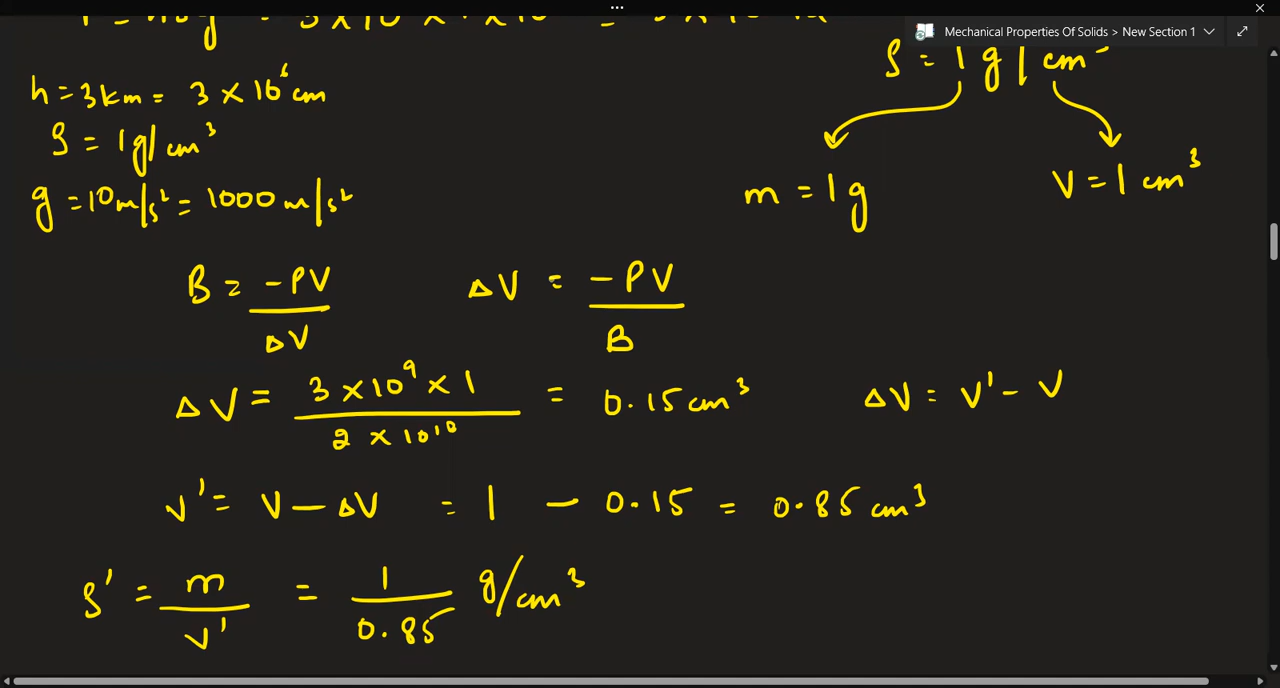 Mechanical Properties Of Solids > New Section 1
ρ = 1 g/cm³
h = 3km = 3 × 10⁶ cm
ρ = 1g/cm³
g = 10 m/s² = 1000 m/s²
m = 1 g
V = 1 cm³
B = -PV/ΔV
ΔV = -PV/B
ΔV = 3 × 10⁹ × 1 / 2 × 10¹⁰ = 0.15 cm³
ΔV = V' - V
V' = V - ΔV = 1 - 0.15 = 0.85 cm³
ρ' = m/V' = 1/0.85 g/cm³